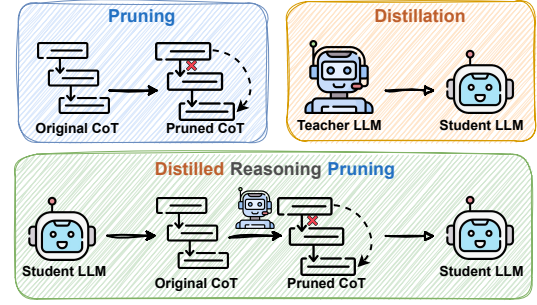 Pruning
Original CoT
Pruned CoT
Distillation
Teacher LLM
Student LLM
Distilled Reasoning Pruning
Student LLM
Original CoT
Pruned CoT
Student LLM